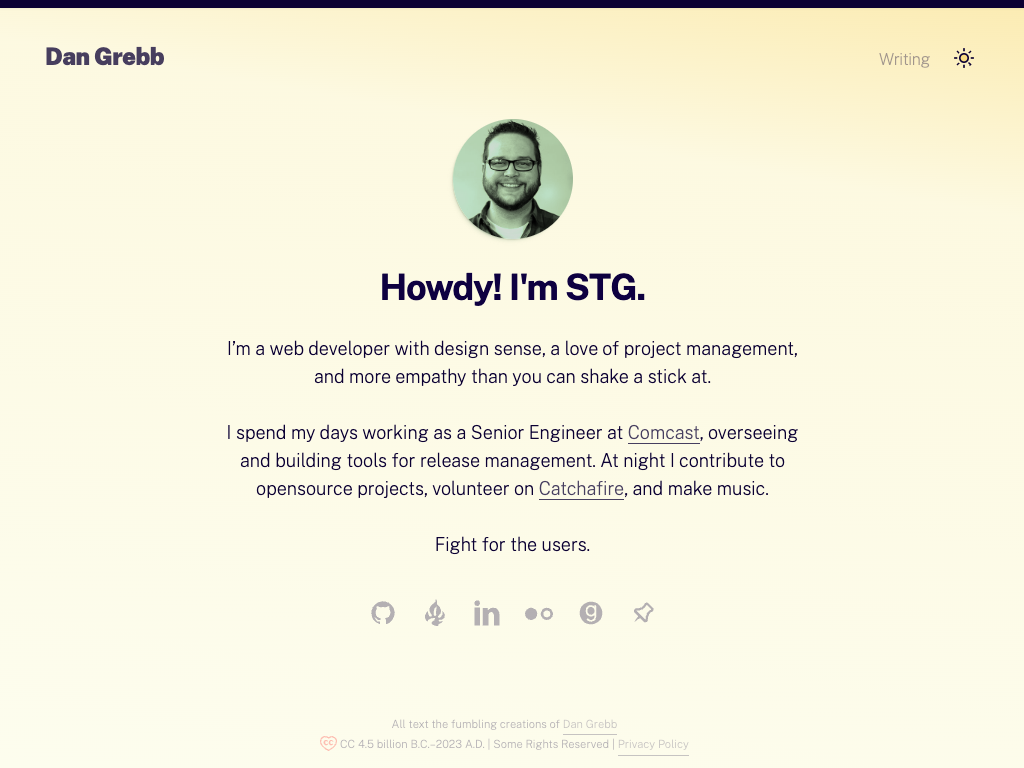 Dan Grebb
Writing
Howdy! I'm STG.
I’m a web developer with design sense, a love of project management,
and more empathy than you can shake a stick at.
I spend my days working as a Senior Engineer at Comcast, overseeing
and building tools for release management. At night I contribute to
opensource projects, volunteer on Catchafire, and make music.
Fight for the users.
All text the fumbling creations of Dan Grebb
CC 4.5 billion B.C.–2023 A.D. | Some Rights Reserved | Privacy Policy